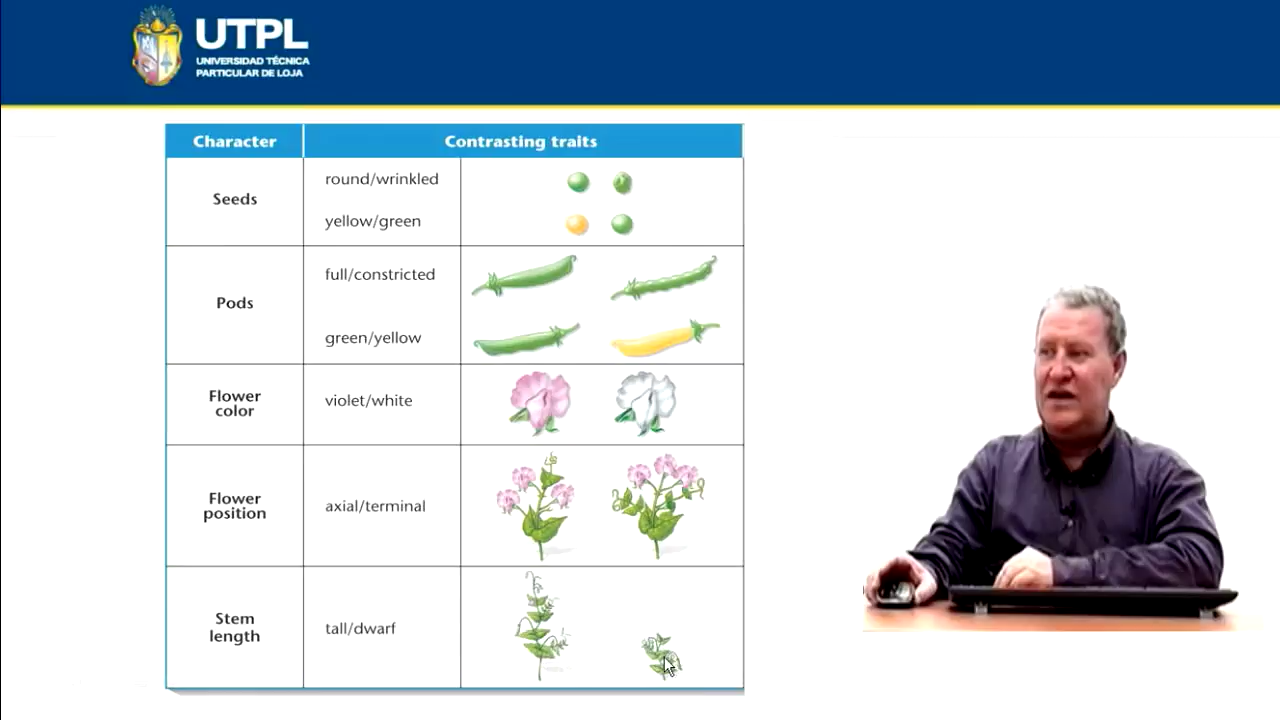 UTPL
UNIVERSIDAD TÉCNICA
PARTICULAR DE LOJA
Character Contrasting traits
Seeds
round/wrinkled
yellow/green
Pods
full/constricted
green/yellow
Flower
color
violet/white
Flower
position
axial/terminal
Stem
length
tall/dwarf